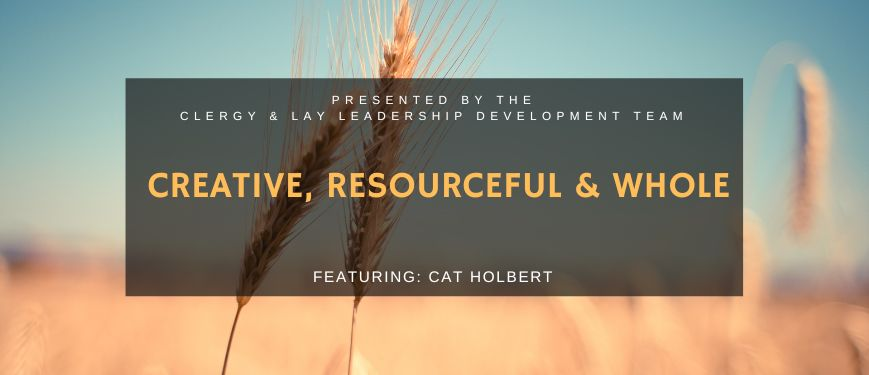 PRESENTED BY THE
CLERGY & LAY LEADERSHIP DEVELOPMENT TEAM
CREATIVE, RESOURCEFUL & WHOLE
FEATURING: CAT HOLBERT